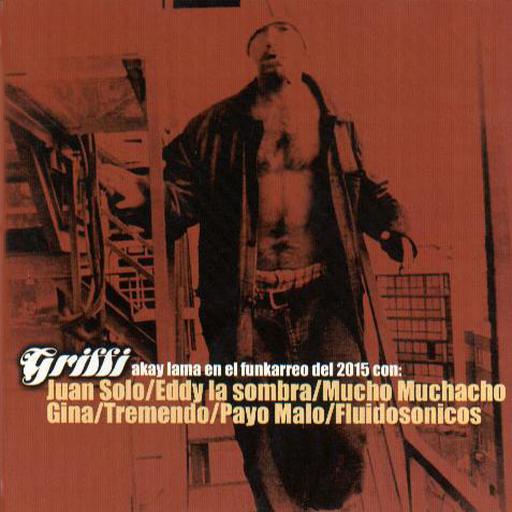 Griffi akay lama en el funkarreo del 2015 con:
Juan Solo/Eddy la sombra/Mucho Muchacho
Gina/Tremendo/Payo Malo/Fluidosonicos